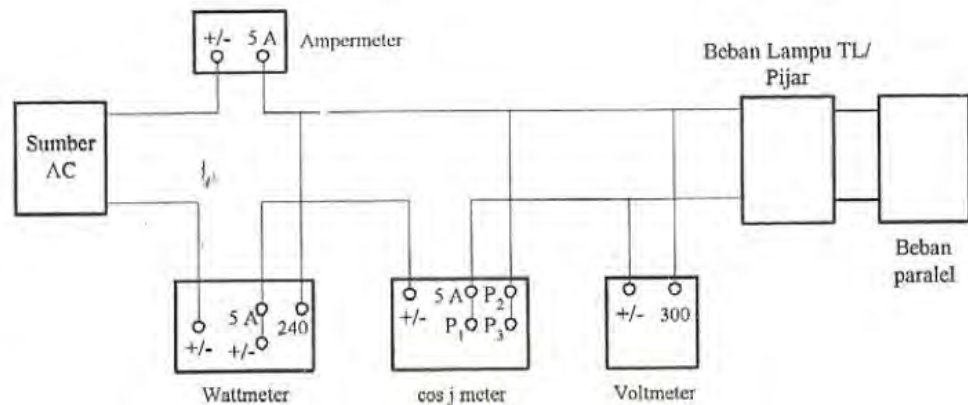 +/- 5 A
Ampermeter
Beban Lampu TL/
Pijar
Sumber
AC
Beban
paralel
5 A 240
+/- +/-
Wattmeter
+/- 5 A P2
P1 P3
cos j meter
+/- 300
Voltmeter